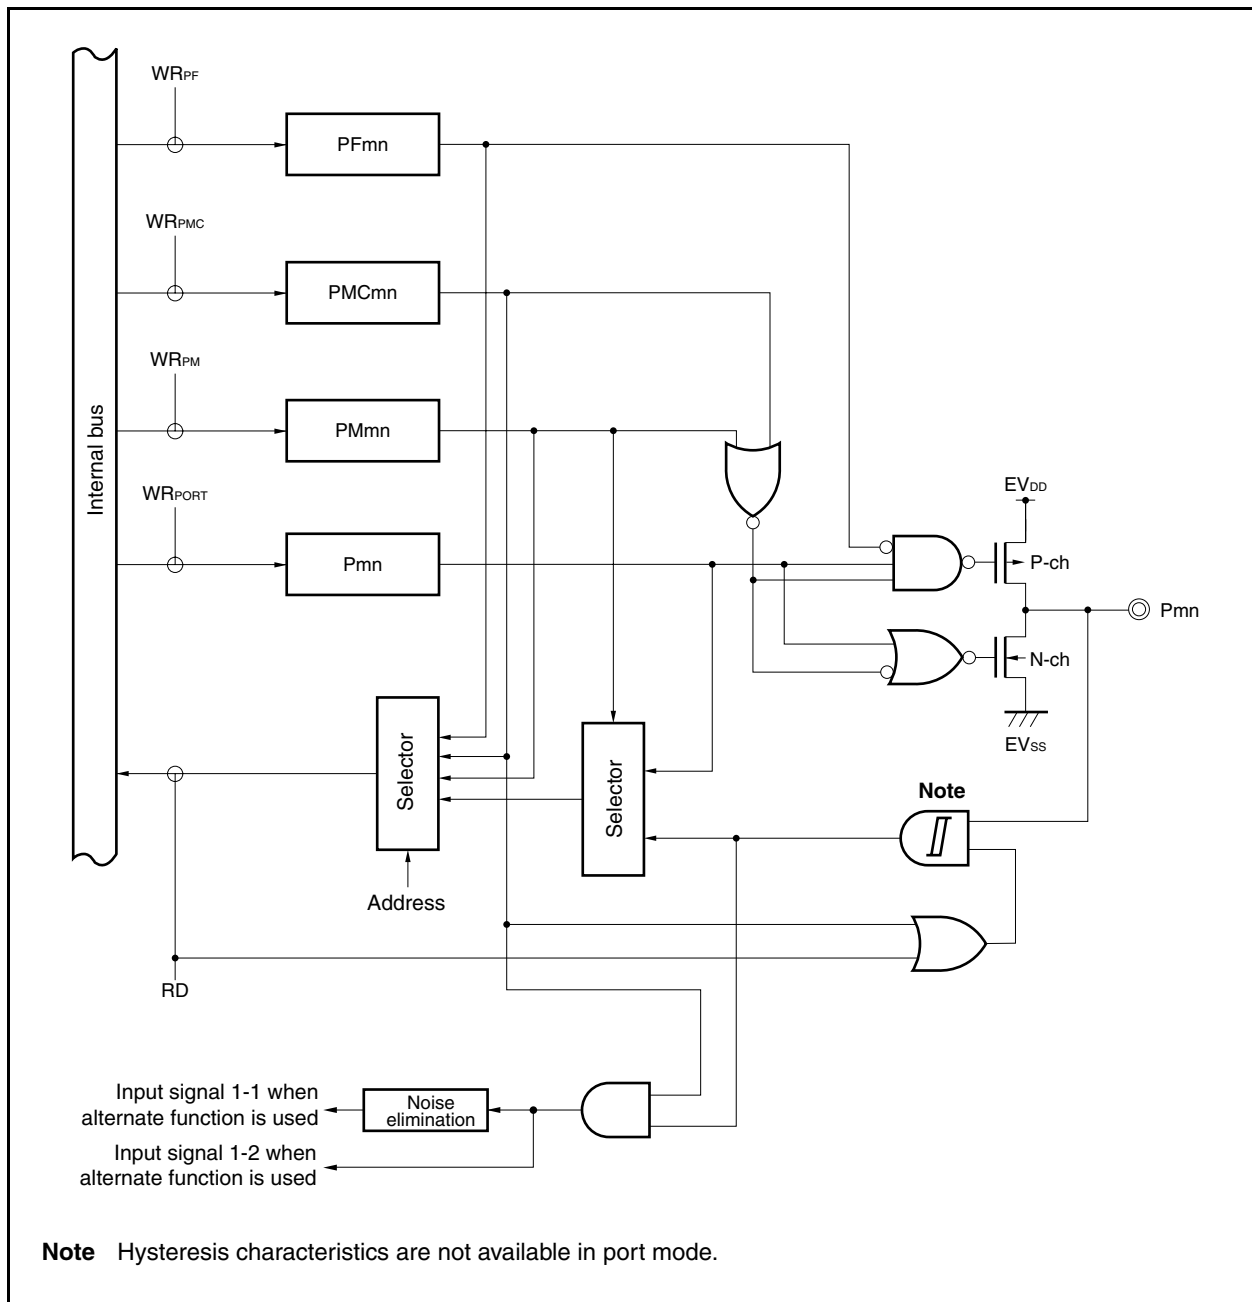 WRPF
PFmn
WRPMC
PMCmn
WRPM
PMmn
WRPORT
Pmn
Internal bus
EVDD
P-ch
Pmn
N-ch
EVSS
Selector
Selector
Note
Address
RD
Input signal 1-1 when
alternate function is used
Noise
elimination
Input signal 1-2 when
alternate function is used
Note Hysteresis characteristics are not available in port mode.